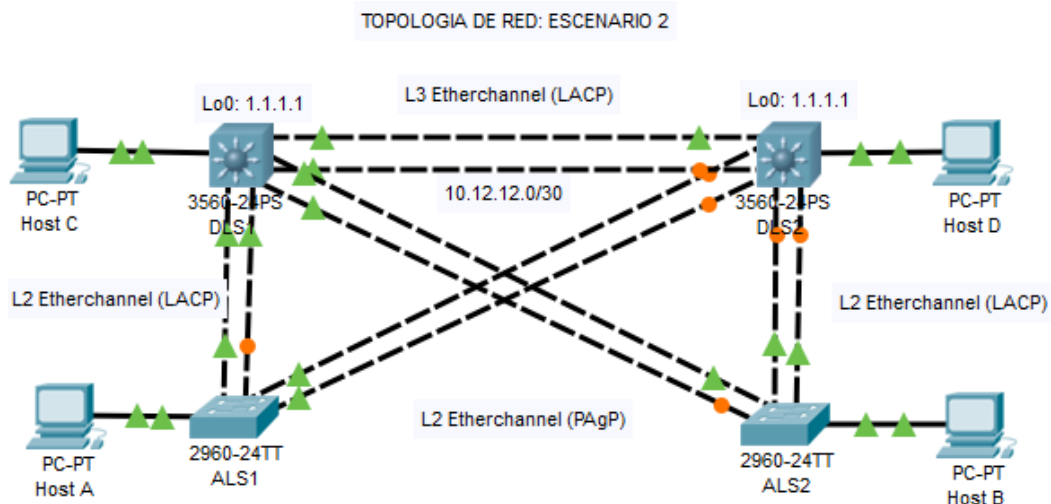 TOPOLOGIA DE RED: ESCENARIO 2
L3 Etherchannel (LACP)
Lo0: 1.1.1.1
Lo0: 1.1.1.1
10.12.12.0/30
PC-PT
Host C
3560-24PS
DLS1
3560-24PS
DLS2
PC-PT
Host D
L2 Etherchannel (LACP)
L2 Etherchannel (LACP)
L2 Etherchannel (PAgP)
PC-PT
Host A
2960-24TT
ALS1
2960-24TT
ALS2
PC-PT
Host B